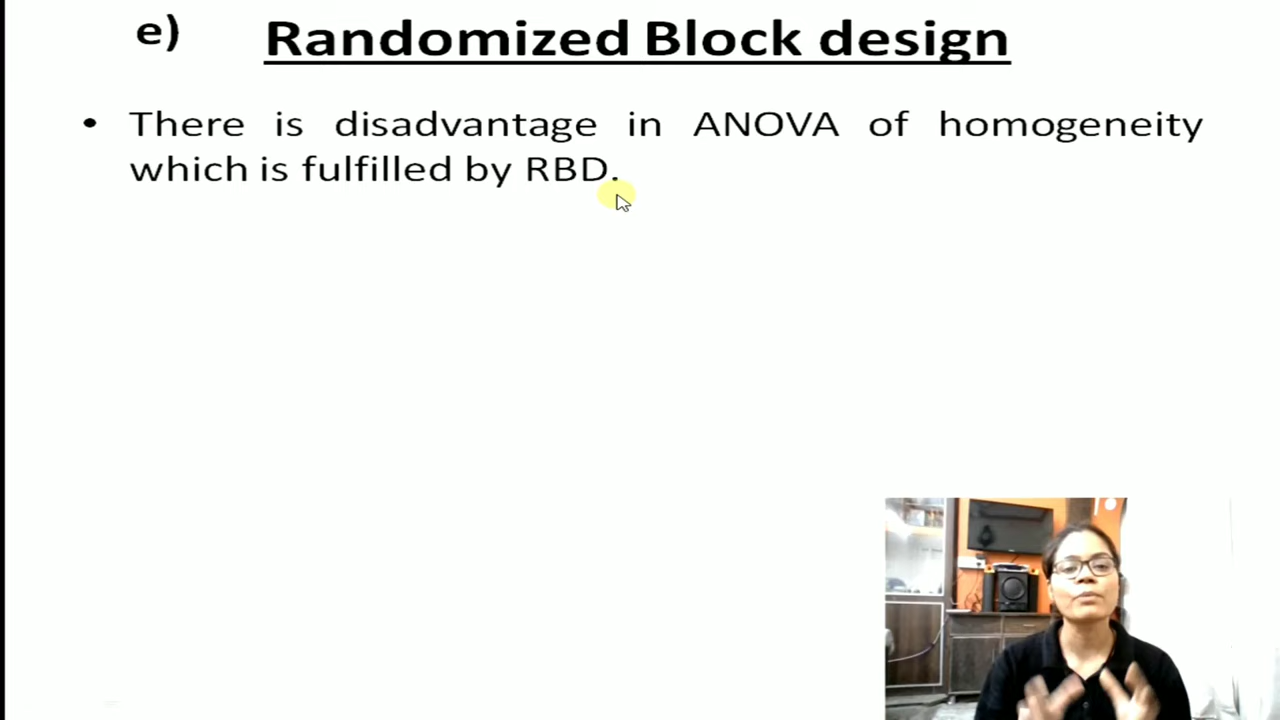 e) Randomized Block design
• There is disadvantage in ANOVA of homogeneity
which is fulfilled by RBD.